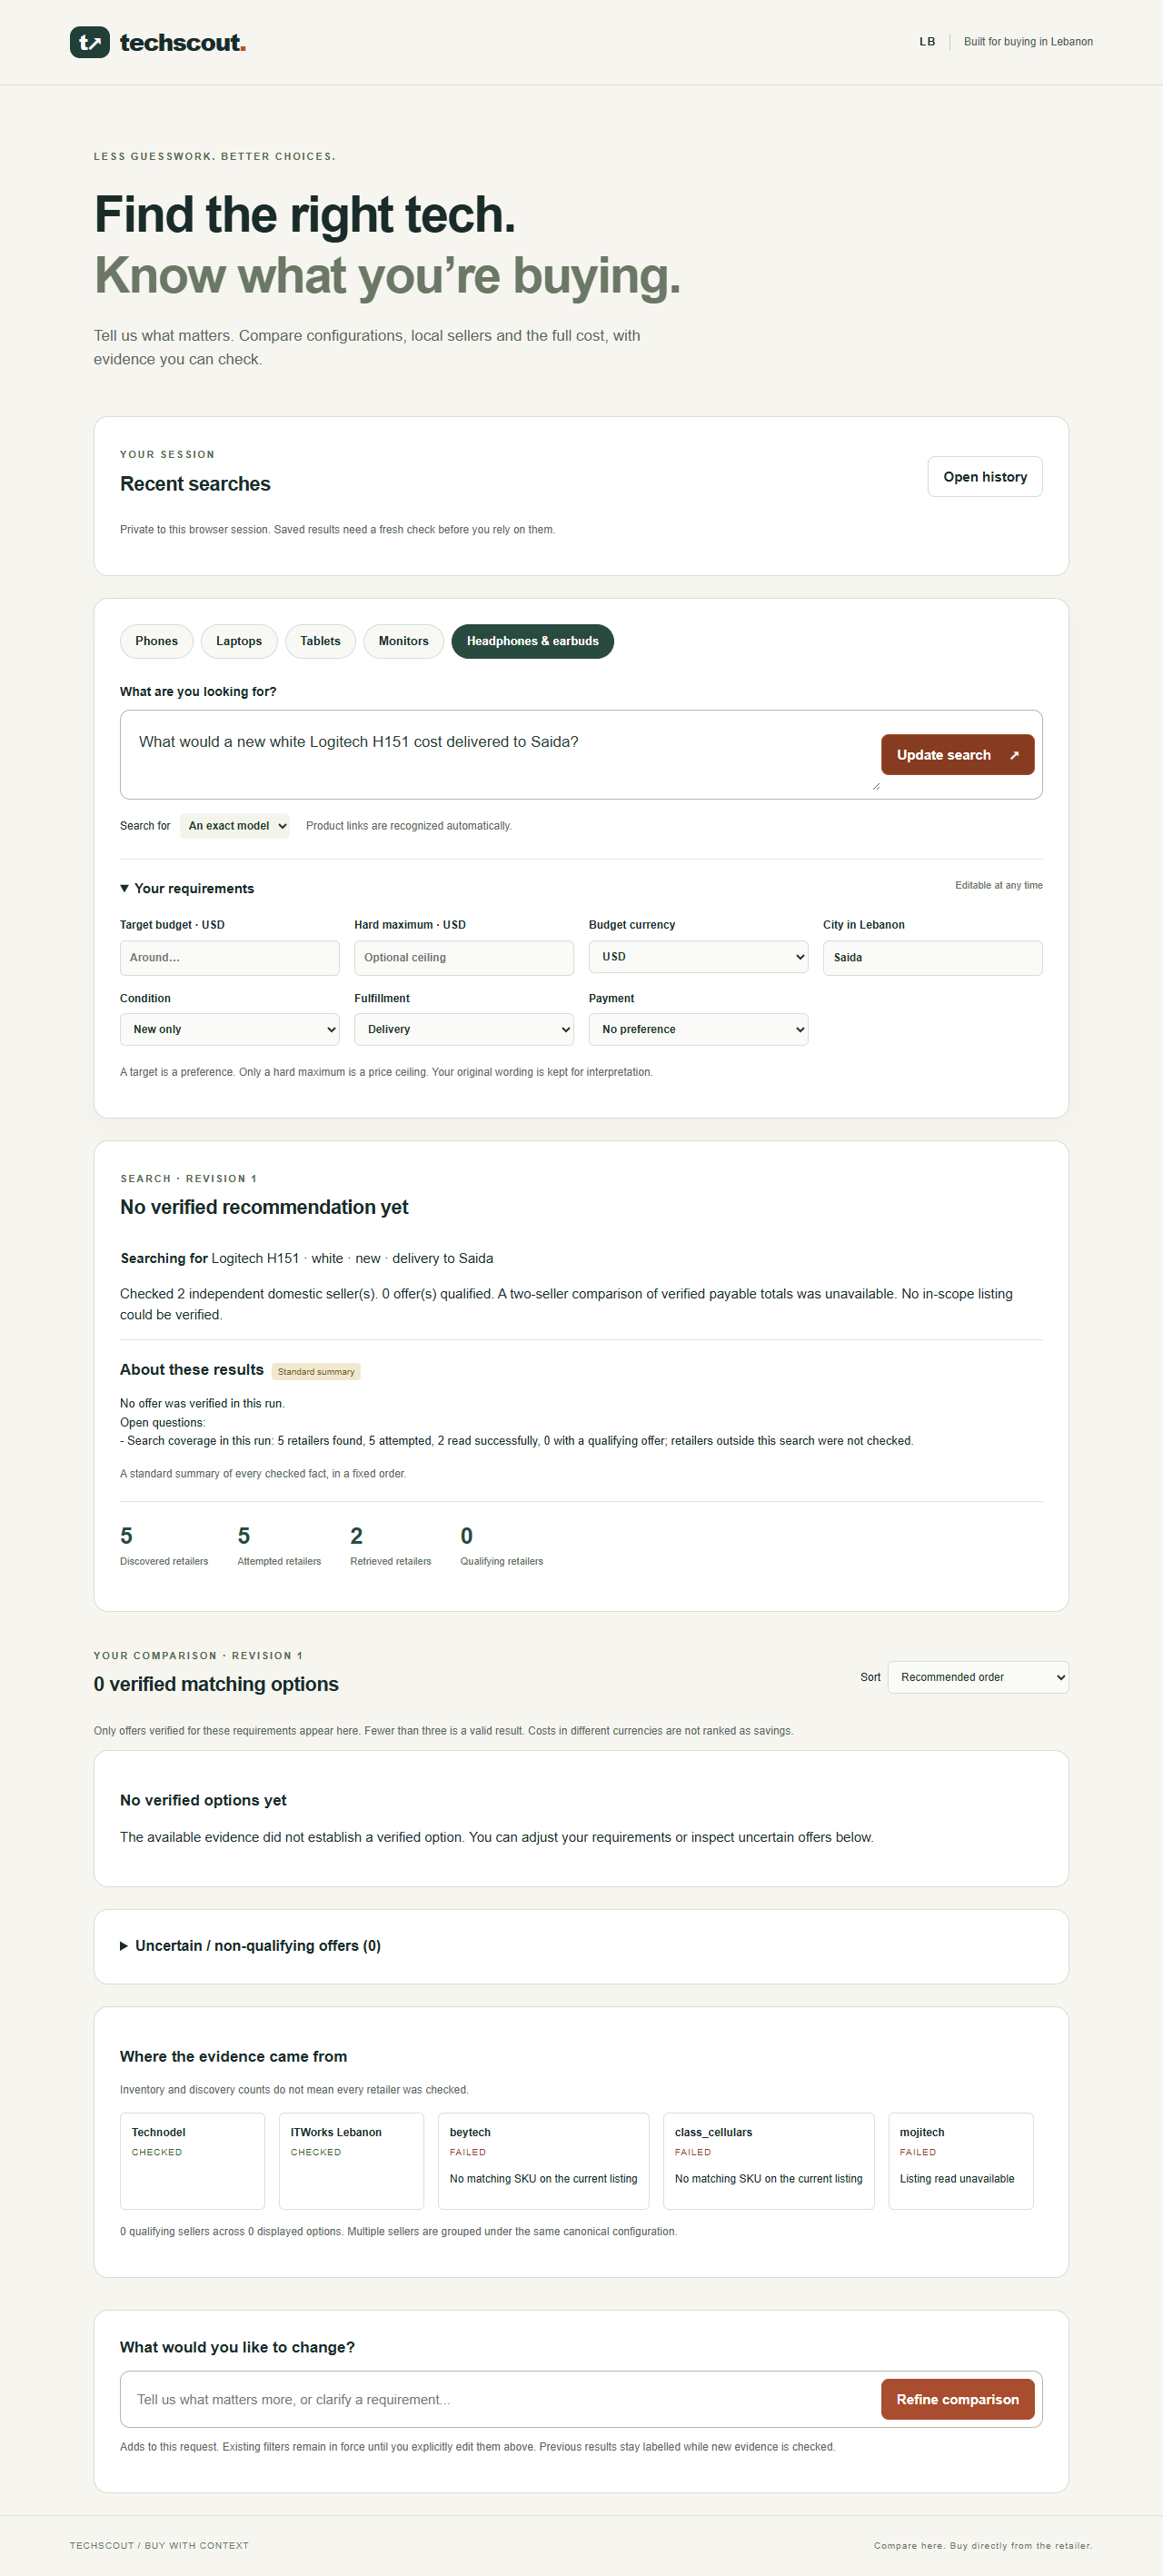 t↗ techscout.
LB Built for buying in Lebanon
LESS GUESSWORK. BETTER CHOICES.
Find the right tech.
Know what you’re buying.
Tell us what matters. Compare configurations, local sellers and the full cost, with
evidence you can check.
YOUR SESSION
Recent searches
Open history
Private to this browser session. Saved results need a fresh check before you rely on them.
Phones Laptops Tablets Monitors Headphones & earbuds
What are you looking for?
What would a new white Logitech H151 cost delivered to Saida?
Update search ↗
Search for An exact model Product links are recognized automatically.
▼ Your requirements
Editable at any time
Target budget · USD Hard maximum · USD Budget currency City in Lebanon
Around... Optional ceiling USD Saida
Condition Fulfillment Payment
New only Delivery No preference
A target is a preference. Only a hard maximum is a price ceiling. Your original wording is kept for interpretation.
SEARCH · REVISION 1
No verified recommendation yet
Searching for Logitech H151 · white · new · delivery to Saida
Checked 2 independent domestic seller(s). 0 offer(s) qualified. A two-seller comparison of verified payable totals was unavailable. No in-scope listing
could be verified.
About these results Standard summary
No offer was verified in this run.
Open questions:
- Search coverage in this run: 5 retailers found, 5 attempted, 2 read successfully, 0 with a qualifying offer; retailers outside this search were not checked.
A standard summary of every checked fact, in a fixed order.
5 5 2 0
Discovered retailers Attempted retailers Retrieved retailers Qualifying retailers
YOUR COMPARISON · REVISION 1
0 verified matching options
Sort Recommended order
Only offers verified for these requirements appear here. Fewer than three is a valid result. Costs in different currencies are not ranked as savings.
No verified options yet
The available evidence did not establish a verified option. You can adjust your requirements or inspect uncertain offers below.
▶ Uncertain / non-qualifying offers (0)
Where the evidence came from
Inventory and discovery counts do not mean every retailer was checked.
Technodel
CHECKED
ITWorks Lebanon
CHECKED
beytech
FAILED
No matching SKU on the current listing
class_cellulars
FAILED
No matching SKU on the current listing
mojitech
FAILED
Listing read unavailable
0 qualifying sellers across 0 displayed options. Multiple sellers are grouped under the same canonical configuration.
What would you like to change?
Tell us what matters more, or clarify a requirement...
Refine comparison
Adds to this request. Existing filters remain in force until you explicitly edit them above. Previous results stay labelled while new evidence is checked.
TECHSCOUT / BUY WITH CONTEXT
Compare here. Buy directly from the retailer.